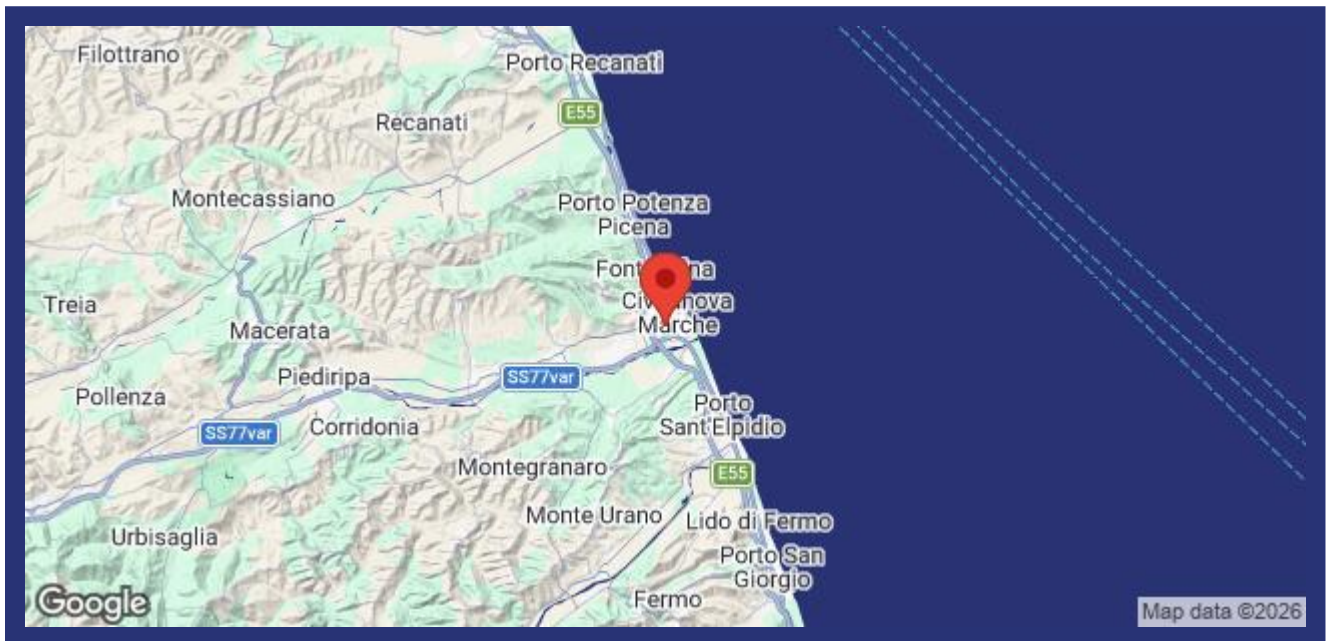 Filottrano
Porto Recanati
E55
Recanati
Montecassiano
Porto Potenza
Picena
Marche
Treia
Macerata
Piediripa
SS77var
Pollenza
Porto
Sant'Elpidio
SS77var
Corridonia
Montegranaro
E55
Monte Urano
Lido di Fermo
Urbisaglia
Porto San
Giorgio
Fermo
Google
Map data ©2026